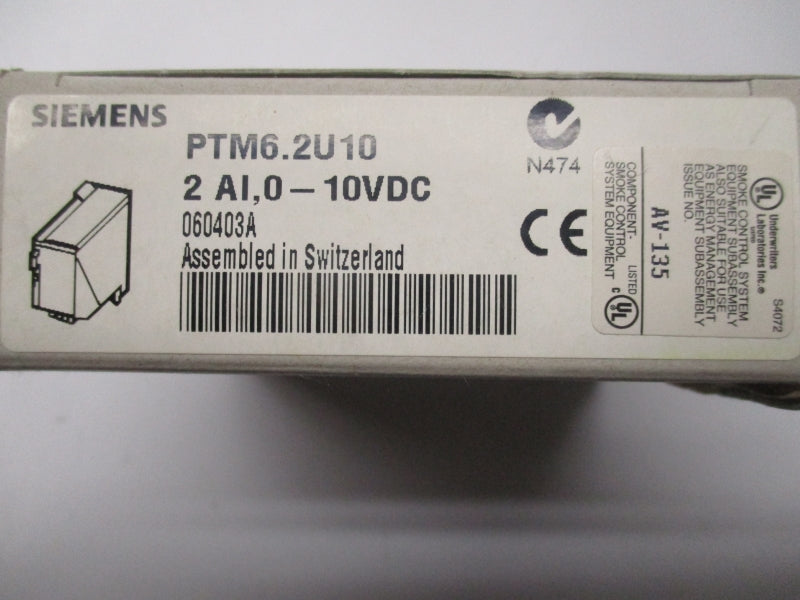 SIEMENS
PTM6.2U10
2 AI,0 – 10VDC
060403A
Assembled in Switzerland
N474
CE
UL
Underwriters
Laboratories Inc.®
S4072
SMOKE CONTROL SYSTEM
EQUIPMENT SUBASSEMBLY
ALSO SUITABLE FOR USE
AS ENERGY MANAGEMENT
EQUIPMENT SUBASSEMBLY
ISSUE NO.
AV-135
COMPONENT- LISTED
SMOKE CONTROL
SYSTEM EQUIPMENT
c UL